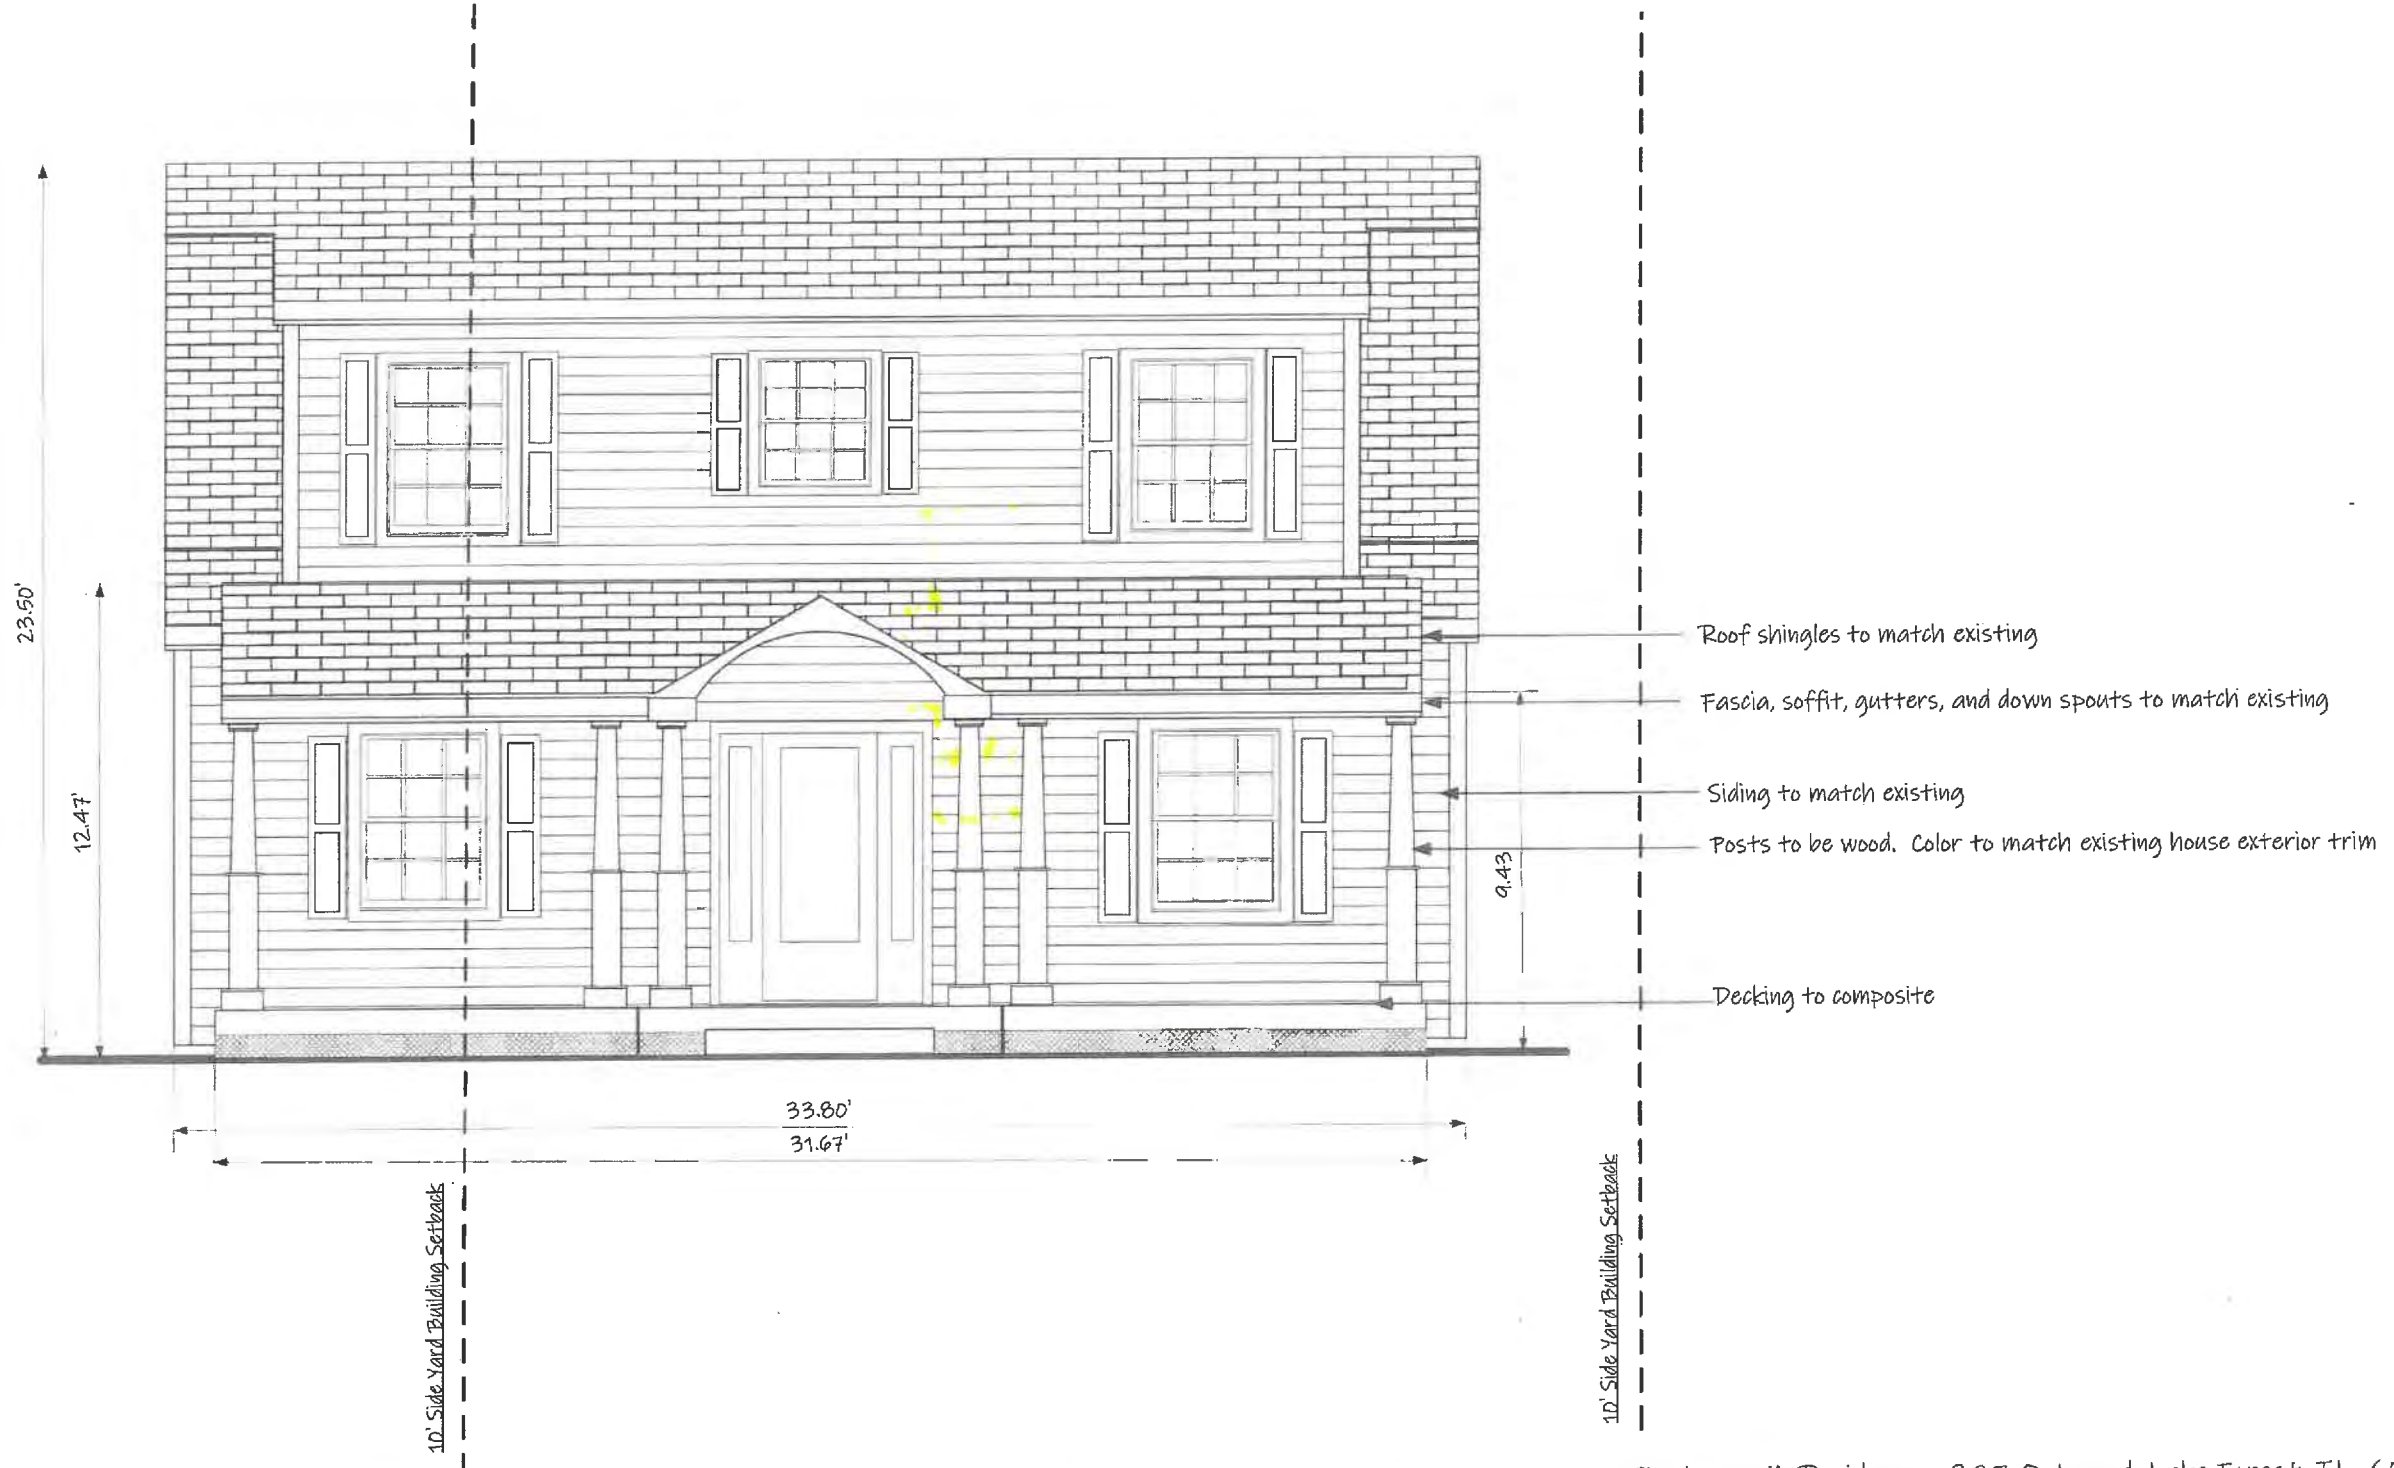 23.50'
12.47'
Roof shingles to match existing
Fascia, soffit, gutters, and down spouts to match existing
Siding to match existing
Posts to be wood. Color to match existing house exterior trim
9.43
Decking to composite
33.80'
31.67'
10' Side Yard Building Setback
10' Side Yard Building Setback